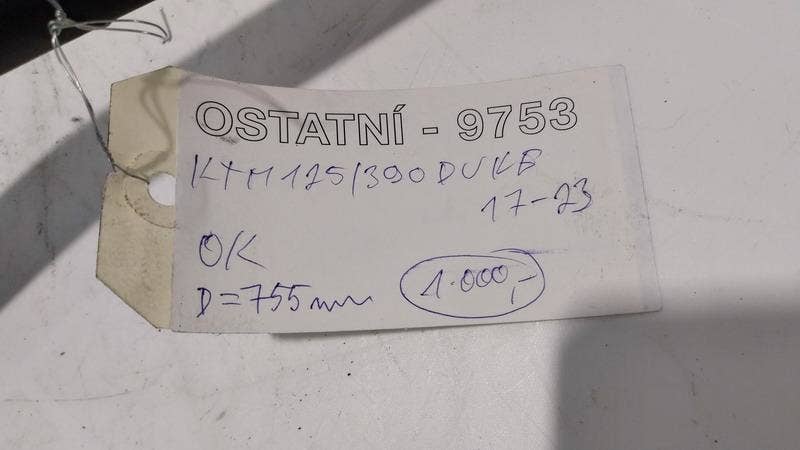 OSTATNÍ - 9753
KTM 125/390 DUKE
17-23
OK
D=755mm 1.000,-